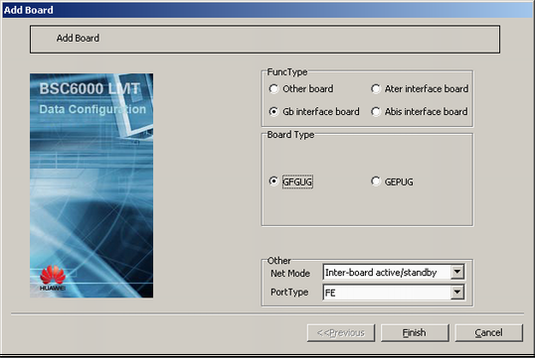 Add Board
Add Board
BSC6000 LMT
Data Configuration
HUAWEI
FuncType
Other board
Ater interface board
Gb interface board
Abis interface board
Board Type
GFGUG
GEPUG
Other
Net Mode
Inter-board active/standby
PortType
FE
<<Previous
Finish
Cancel